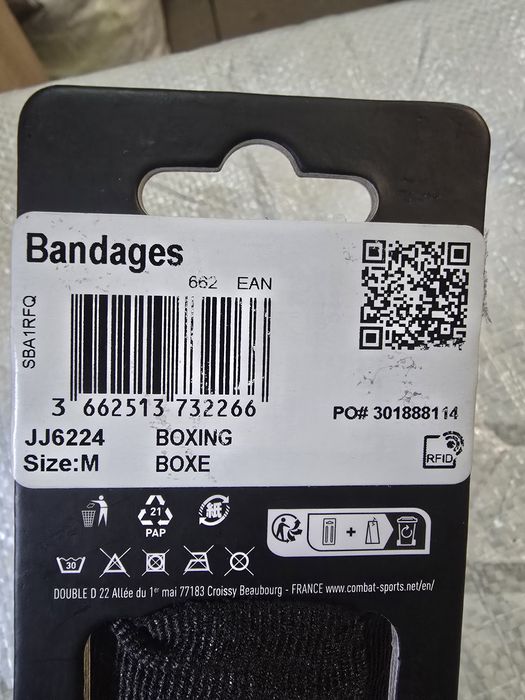 Bandages
662 EAN
SBA1RFQ
3 662513 732266
PO# 301888114
JJ6224 BOXING
Size:M BOXE
RFID
21
PAP
紙
30
DOUBLE D 22 Allée du 1er mai 77183 Croissy Beaubourg - FRANCE www.combat-sports.net/en/